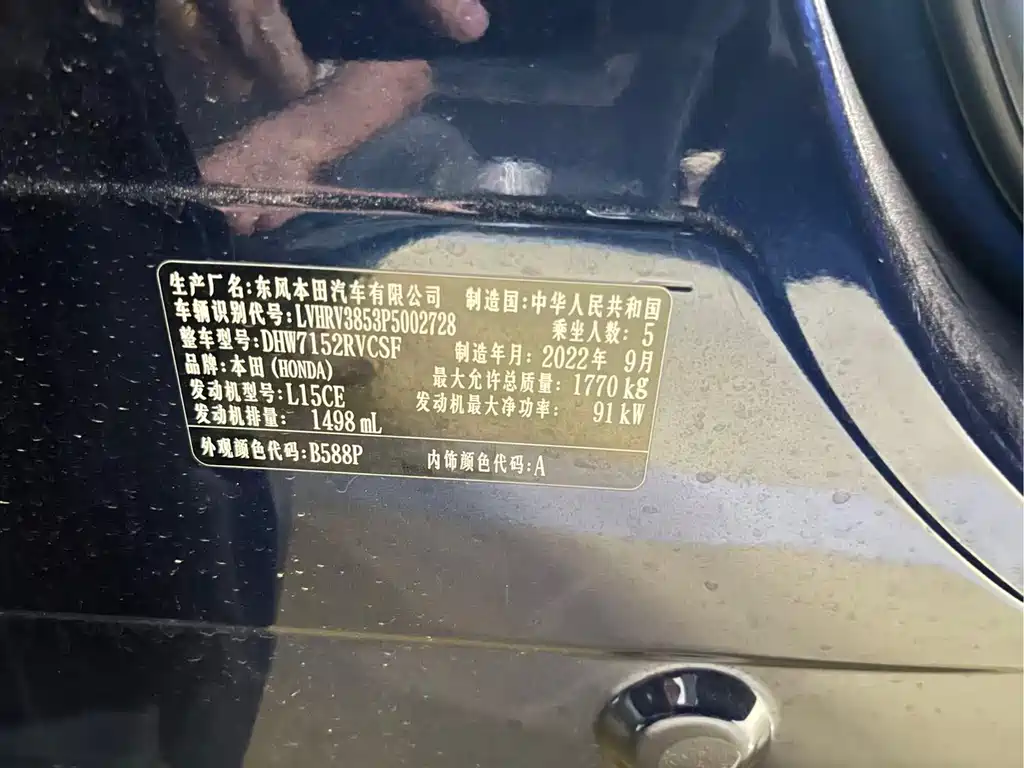 生产厂名:东风本田汽车有限公司 制造国:中华人民共和国
车辆识别代号:LVHRV3853P5002728 乘坐人数: 5
整车型号:DHW7152RVCSF 制造年月: 2022年 9月
品牌:本田(HONDA) 最大允许总质量: 1770 kg
发动机型号:L15CE 发动机最大净功率: 91 kW
发动机排量: 1498 mL
外观颜色代码:B588P 内饰颜色代码:A